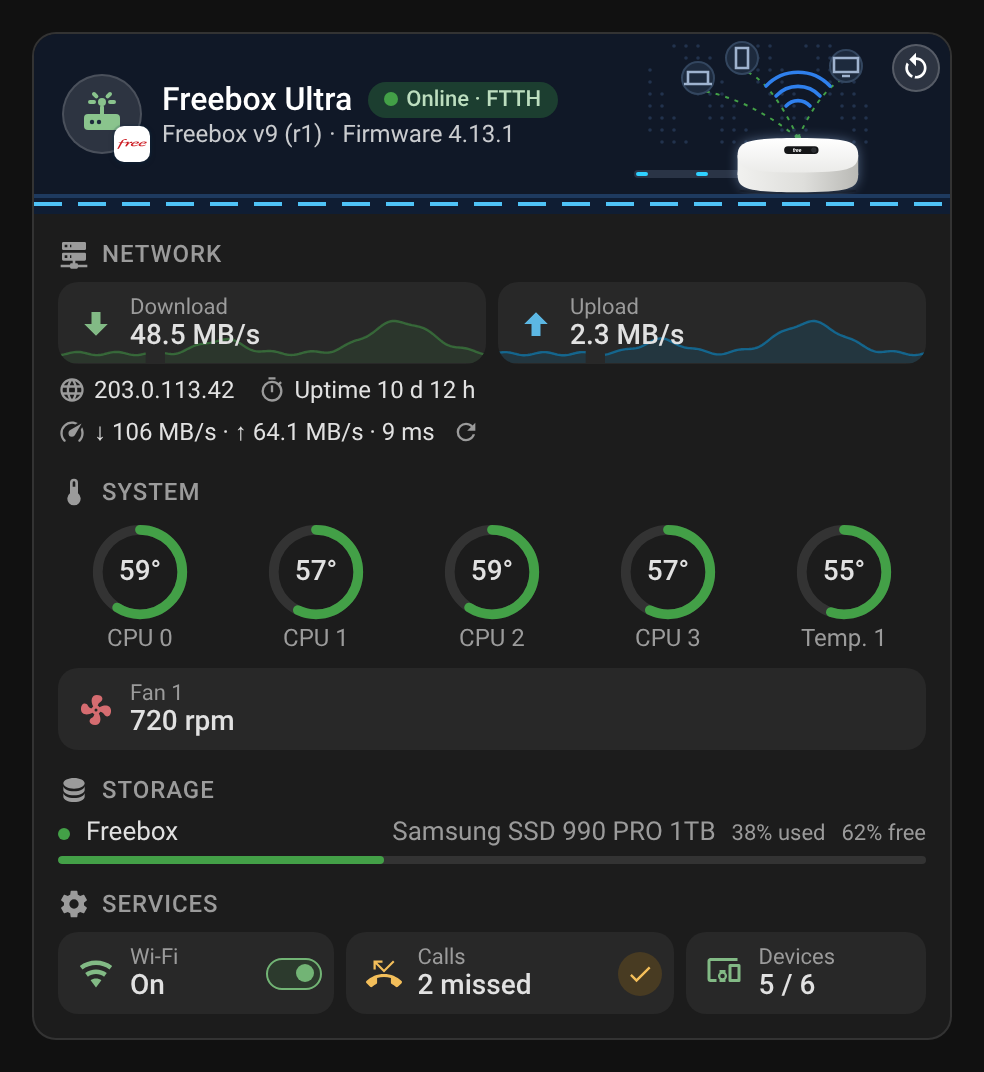 Freebox Ultra
Online · FTTH
Freebox v9 (r1) · Firmware 4.13.1
free
free
NETWORK
Download
48.5 MB/s
Upload
2.3 MB/s
203.0.113.42
Uptime 10 d 12 h
↓ 106 MB/s · ↑ 64.1 MB/s · 9 ms
SYSTEM
59° 57° 59° 57° 55°
CPU 0 CPU 1 CPU 2 CPU 3 Temp. 1
Fan 1
720 rpm
STORAGE
Freebox Samsung SSD 990 PRO 1TB 38% used 62% free
SERVICES
Wi-Fi
On
Calls
2 missed
Devices
5 / 6